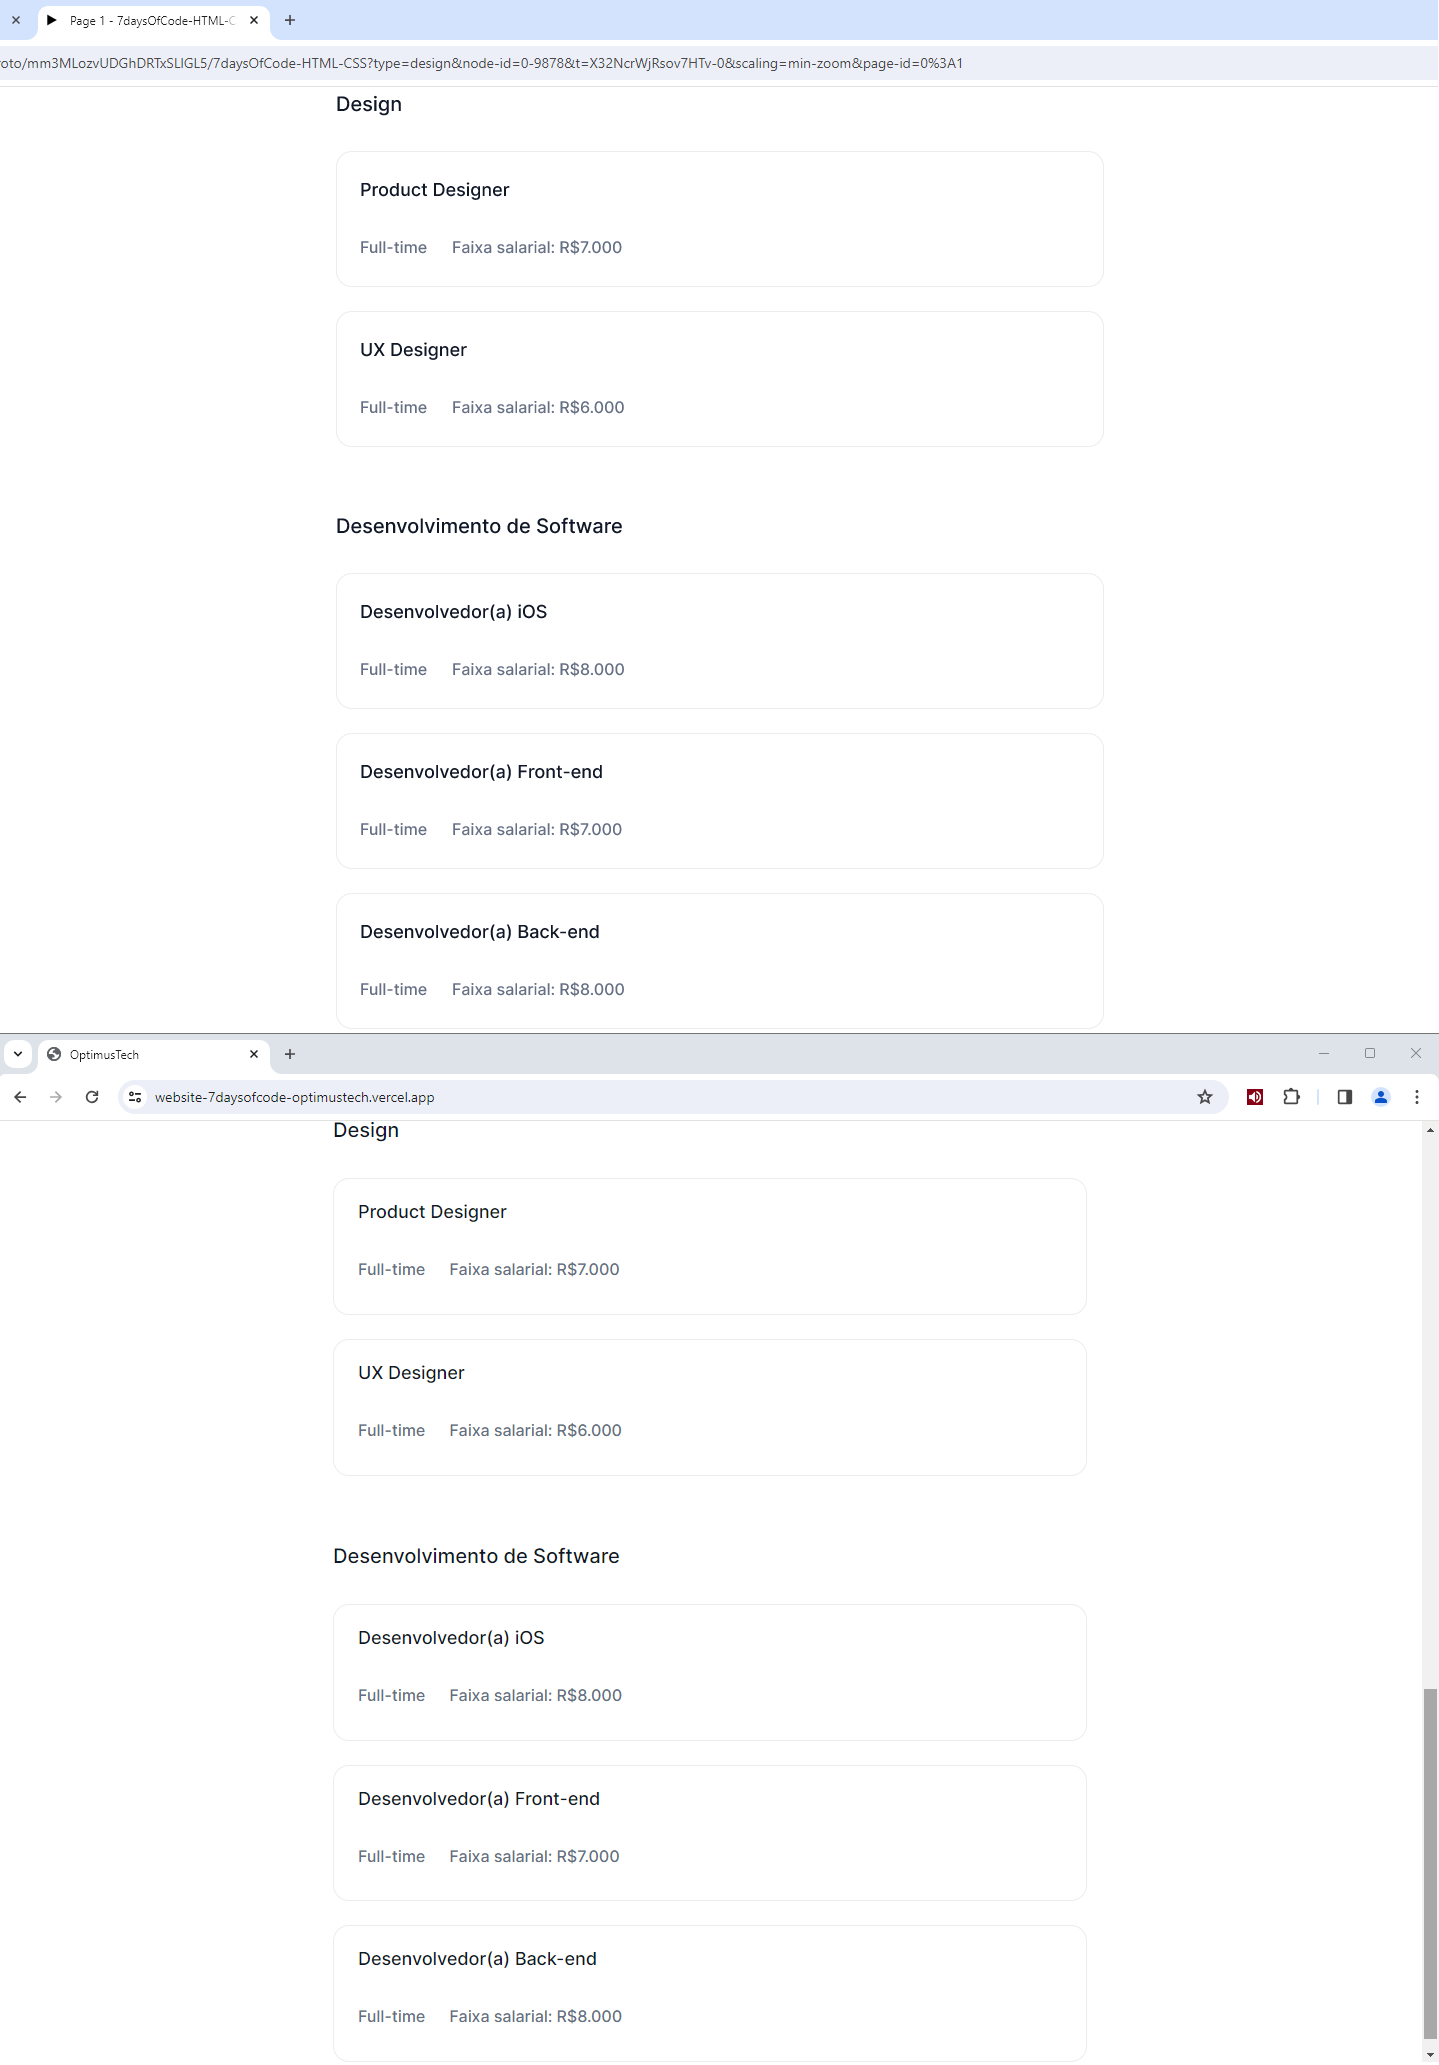 Page 1 - 7daysOfCode-HTML-C
roto/mm3MLozvUDGhDRTxSLlGL5/7daysOfCode-HTML-CSS?type=design&node-id=0-9878&t=X32NcrWjRsov7HTv-0&scaling=min-zoom&page-id=0%3A1
Design
Product Designer
Full-time Faixa salarial: R$7.000
UX Designer
Full-time Faixa salarial: R$6.000
Desenvolvimento de Software
Desenvolvedor(a) iOS
Full-time Faixa salarial: R$8.000
Desenvolvedor(a) Front-end
Full-time Faixa salarial: R$7.000
Desenvolvedor(a) Back-end
Full-time Faixa salarial: R$8.000
OptimusTech
website-7daysofcode-optimustech.vercel.app
Design
Product Designer
Full-time Faixa salarial: R$7.000
UX Designer
Full-time Faixa salarial: R$6.000
Desenvolvimento de Software
Desenvolvedor(a) iOS
Full-time Faixa salarial: R$8.000
Desenvolvedor(a) Front-end
Full-time Faixa salarial: R$7.000
Desenvolvedor(a) Back-end
Full-time Faixa salarial: R$8.000